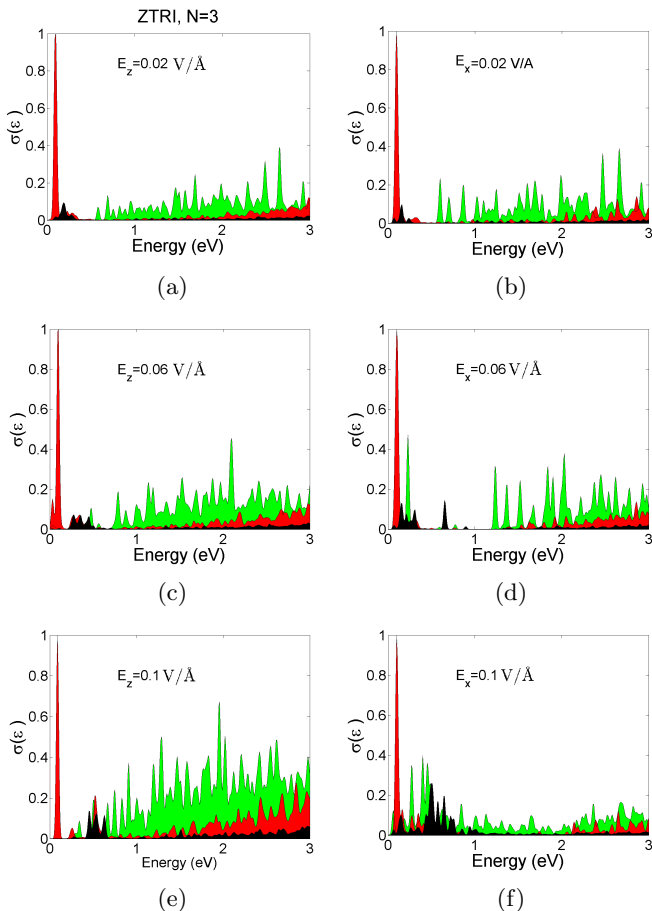 ZTRI, N=3
E_z=0.02 V/Å
σ(ε)
1
0.8
0.6
0.4
0.2
0
0 1 2 3
Energy (eV)
(a)
E_x=0.02 V/A
σ(ε)
1
0.8
0.6
0.4
0.2
0
0 1 2 3
Energy (eV)
(b)
E_z=0.06 V/Å
σ(ε)
1
0.8
0.6
0.4
0.2
0
0 1 2 3
Energy (eV)
(c)
E_x=0.06 V/Å
σ(ε)
1
0.8
0.6
0.4
0.2
0
0 1 2 3
Energy (eV)
(d)
E_z=0.1 V/Å
σ(ε)
1
0.8
0.6
0.4
0.2
0
0 1 2 3
Energy (eV)
(e)
E_x=0.1 V/Å
σ(ε)
1
0.8
0.6
0.4
0.2
0
0 1 2 3
Energy (eV)
(f)